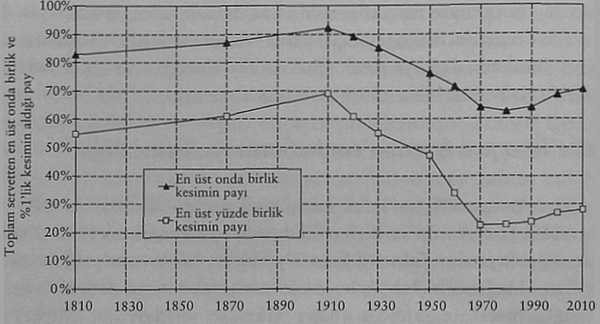 Toplam servetten en üst onda birlik ve
%1'lik kesimin aldığı pay
100%
90%
80%
70%
60%
50%
40%
30%
20%
10%
0%
En üst onda birlik
kesimin payı
En üst yüzde birlik
kesimin payı
1810 1830 1850 1870 1890 1910 1930 1950 1970 1990 2010